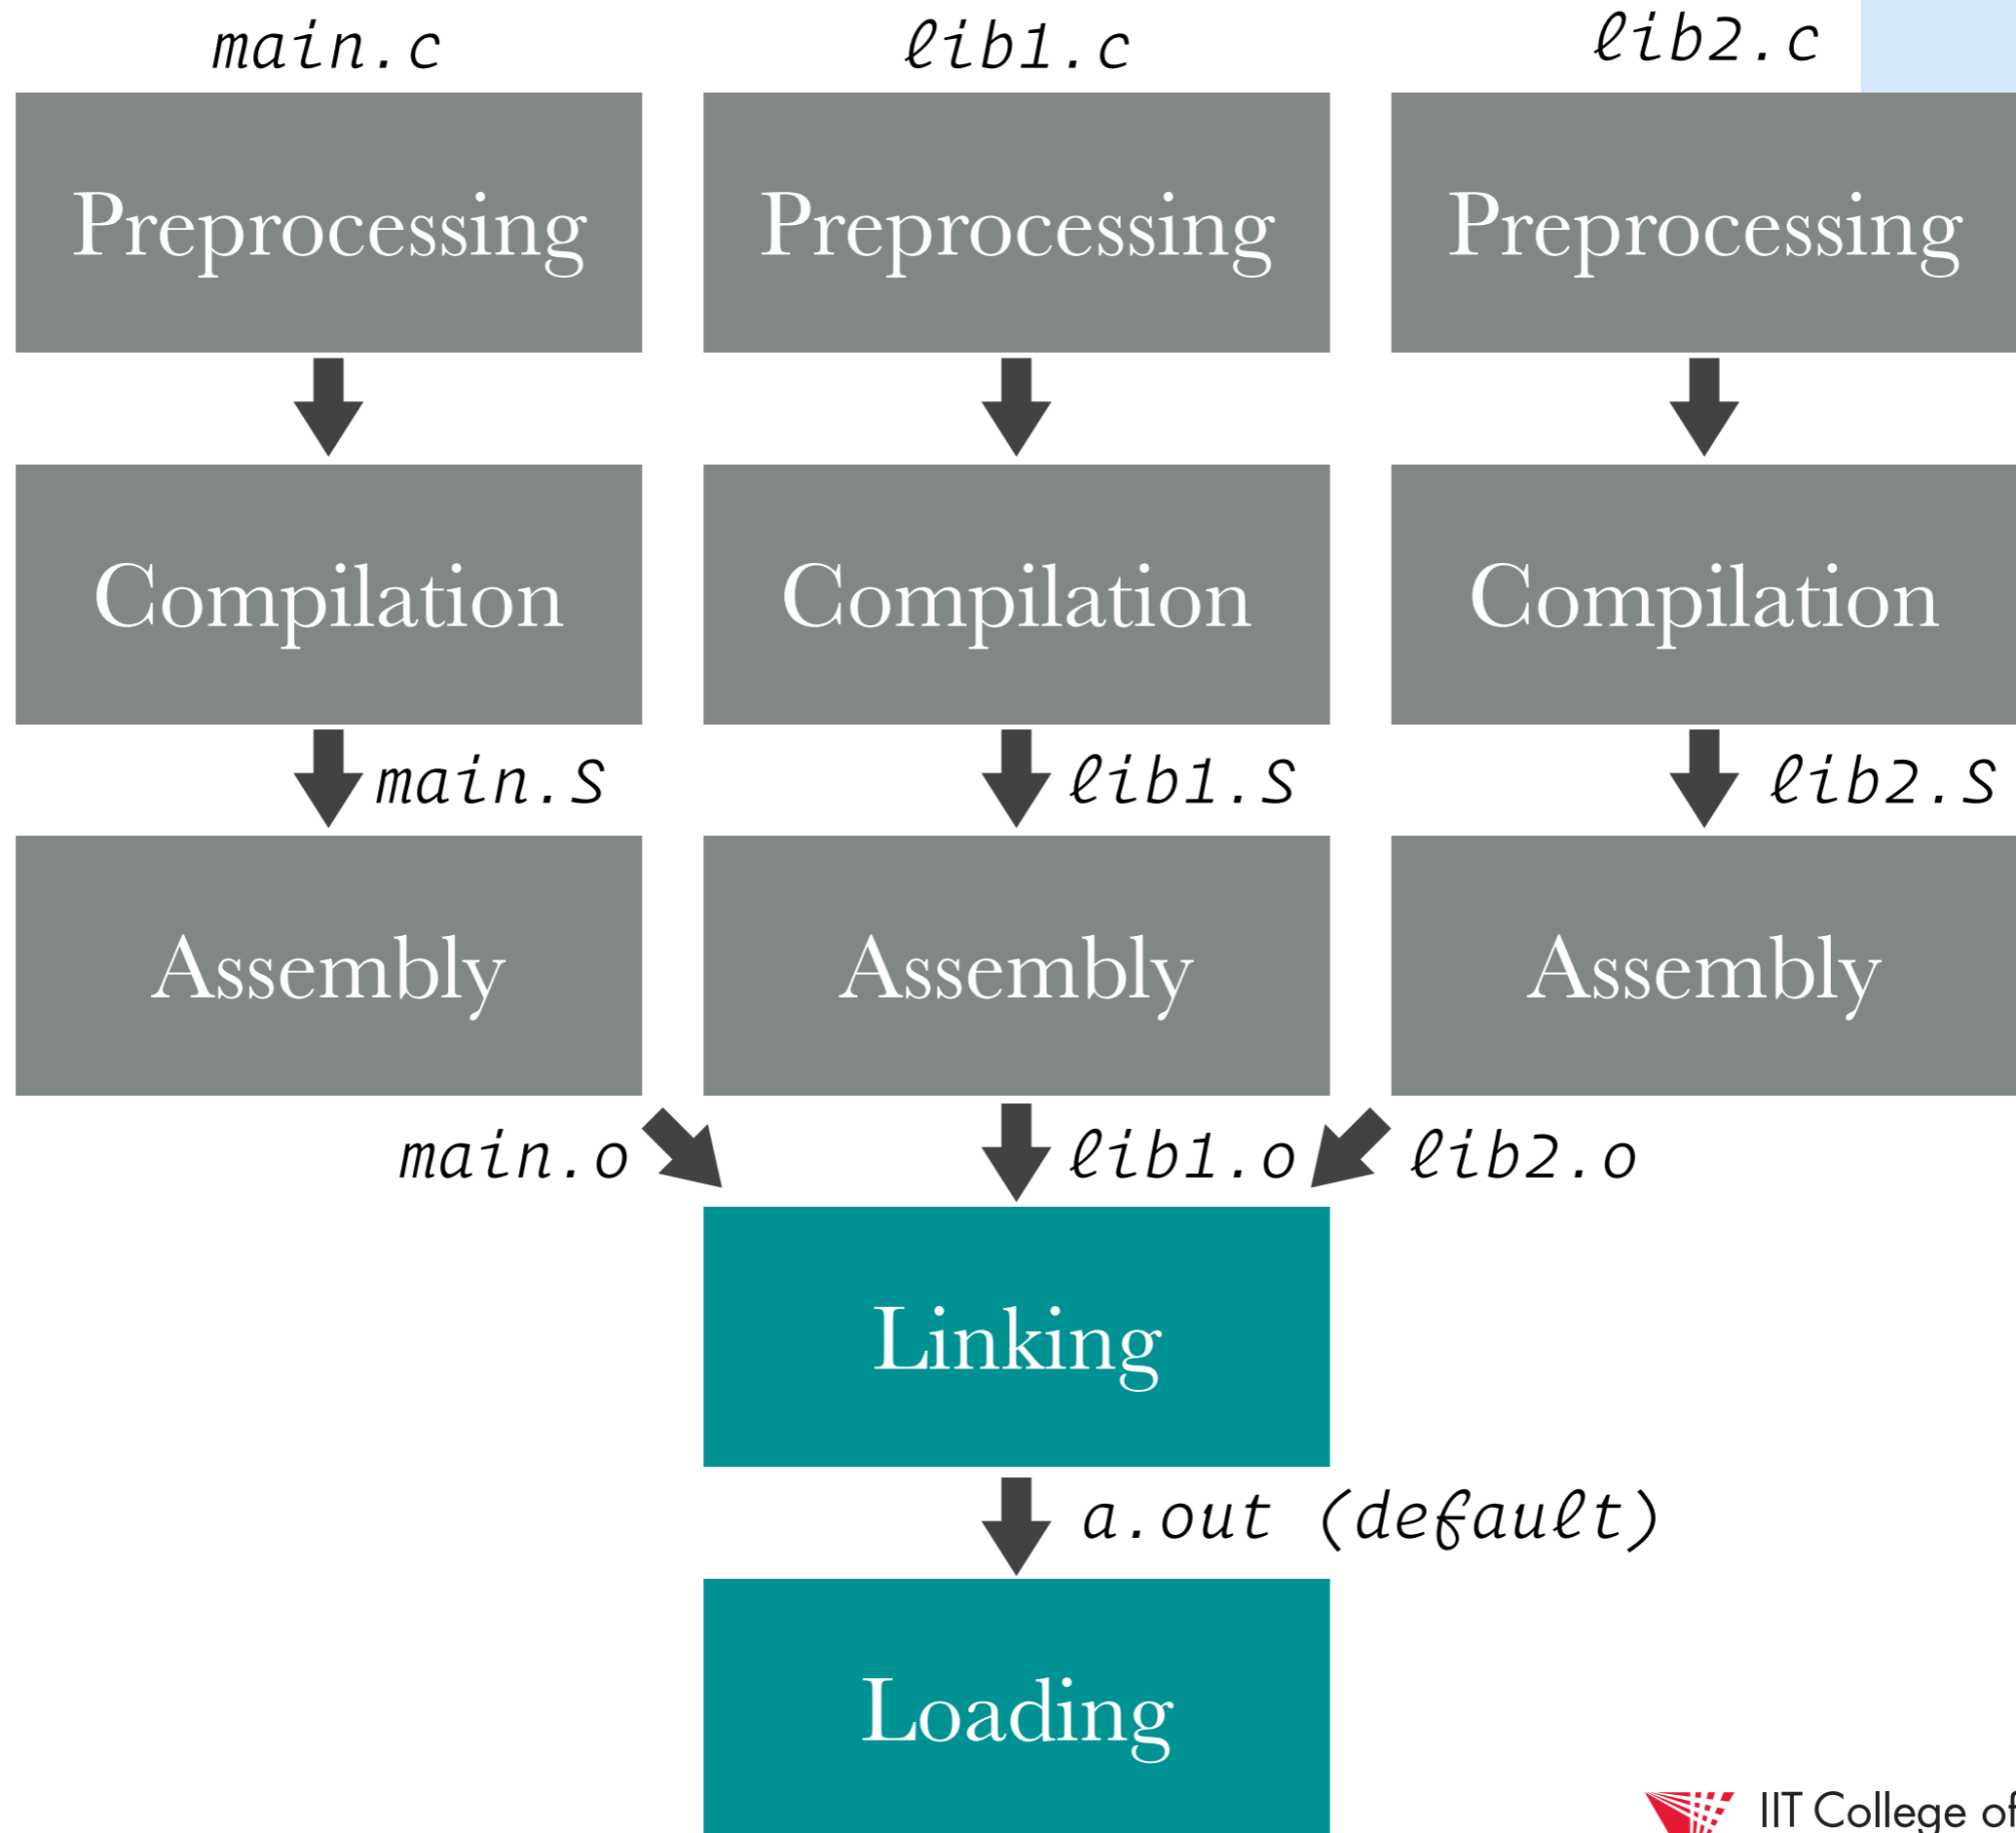 main.c
lib1.c
lib2.c
Preprocessing
Preprocessing
Preprocessing
Compilation
Compilation
Compilation
main.S
lib1.S
lib2.S
Assembly
Assembly
Assembly
main.o
lib1.o
lib2.o
Linking
a.out (default)
Loading
IIT College of